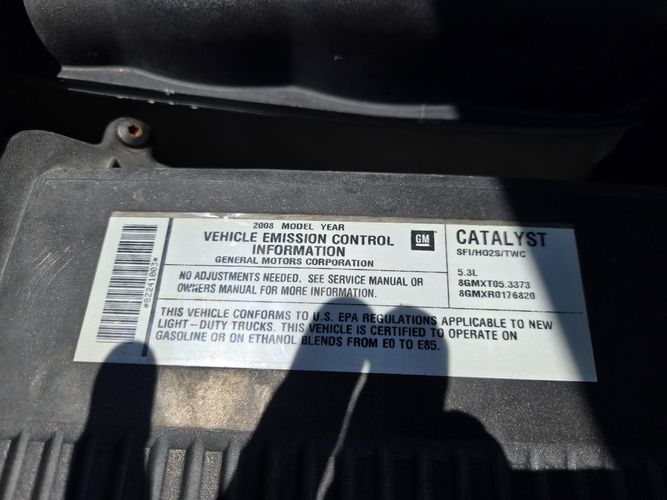 2008 MODEL YEAR
VEHICLE EMISSION CONTROL
INFORMATION
GENERAL MOTORS CORPORATION
GM
CATALYST
SFI/HO2S/TWC
NO ADJUSTMENTS NEEDED. SEE SERVICE MANUAL OR
OWNERS MANUAL FOR MORE INFORMATION.
5.3L
8GMXT05.3373
8GMXR0176820
THIS VEHICLE CONFORMS TO U.S. EPA REGULATIONS APPLICABLE TO NEW
LIGHT-DUTY TRUCKS. THIS VEHICLE IS CERTIFIED TO OPERATE ON
GASOLINE OR ON ETHANOL BLENDS FROM E0 TO E85.
*92241003*